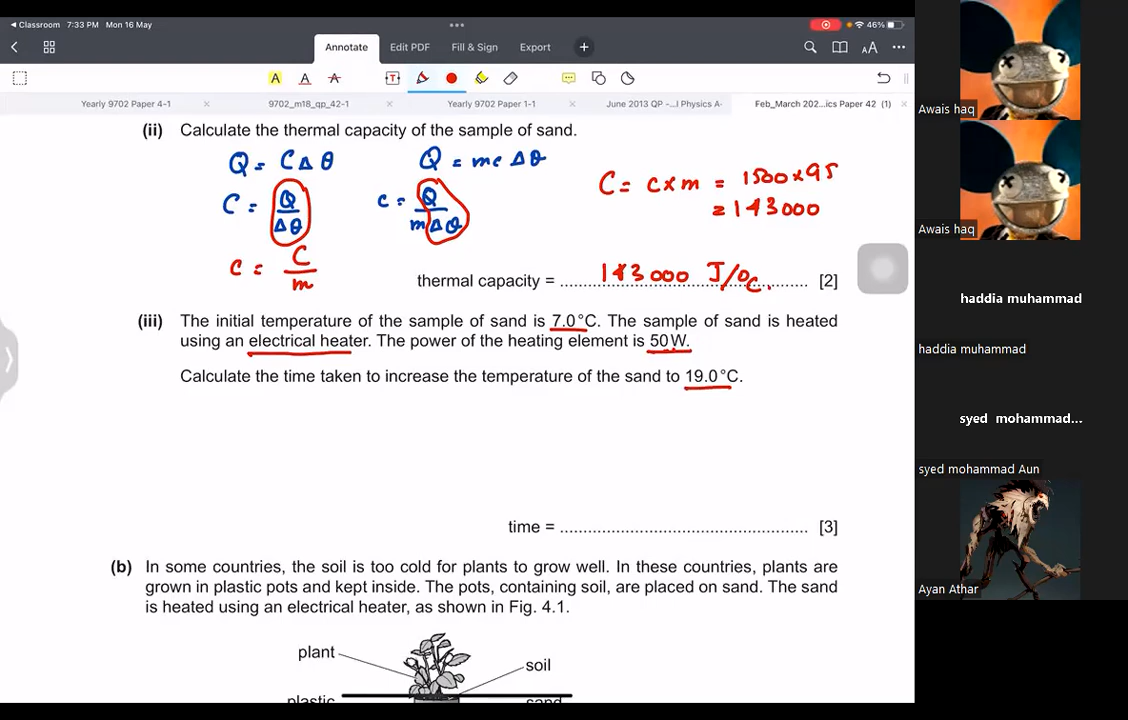 Classroom 7:33 PM Mon 16 May
46%
Annotate Edit PDF Fill & Sign Export
Yearly 9702 Paper 4-1 9702_m18_qp_42-1 Yearly 9702 Paper 1-1 June 2013 QP -...l Physics A- Feb_March 202...ics Paper 42 (1)
(ii) Calculate the thermal capacity of the sample of sand.
Q = CΔθ
Q = mcΔθ
C = Q/Δθ
c = Q/mΔθ
C = c×m = 1500×95
= 143000
c = C/m
thermal capacity = 143000 J/°C [2]
(iii) The initial temperature of the sample of sand is 7.0°C. The sample of sand is heated
using an electrical heater. The power of the heating element is 50W.
Calculate the time taken to increase the temperature of the sand to 19.0°C.
time = ...................................................... [3]
(b) In some countries, the soil is too cold for plants to grow well. In these countries, plants are
grown in plastic pots and kept inside. The pots, containing soil, are placed on sand. The sand
is heated using an electrical heater, as shown in Fig. 4.1.
plant
soil
plastic
sand
Awais haq
Awais haq
haddia muhammad
haddia muhammad
syed mohammad...
syed mohammad Aun
Ayan Athar